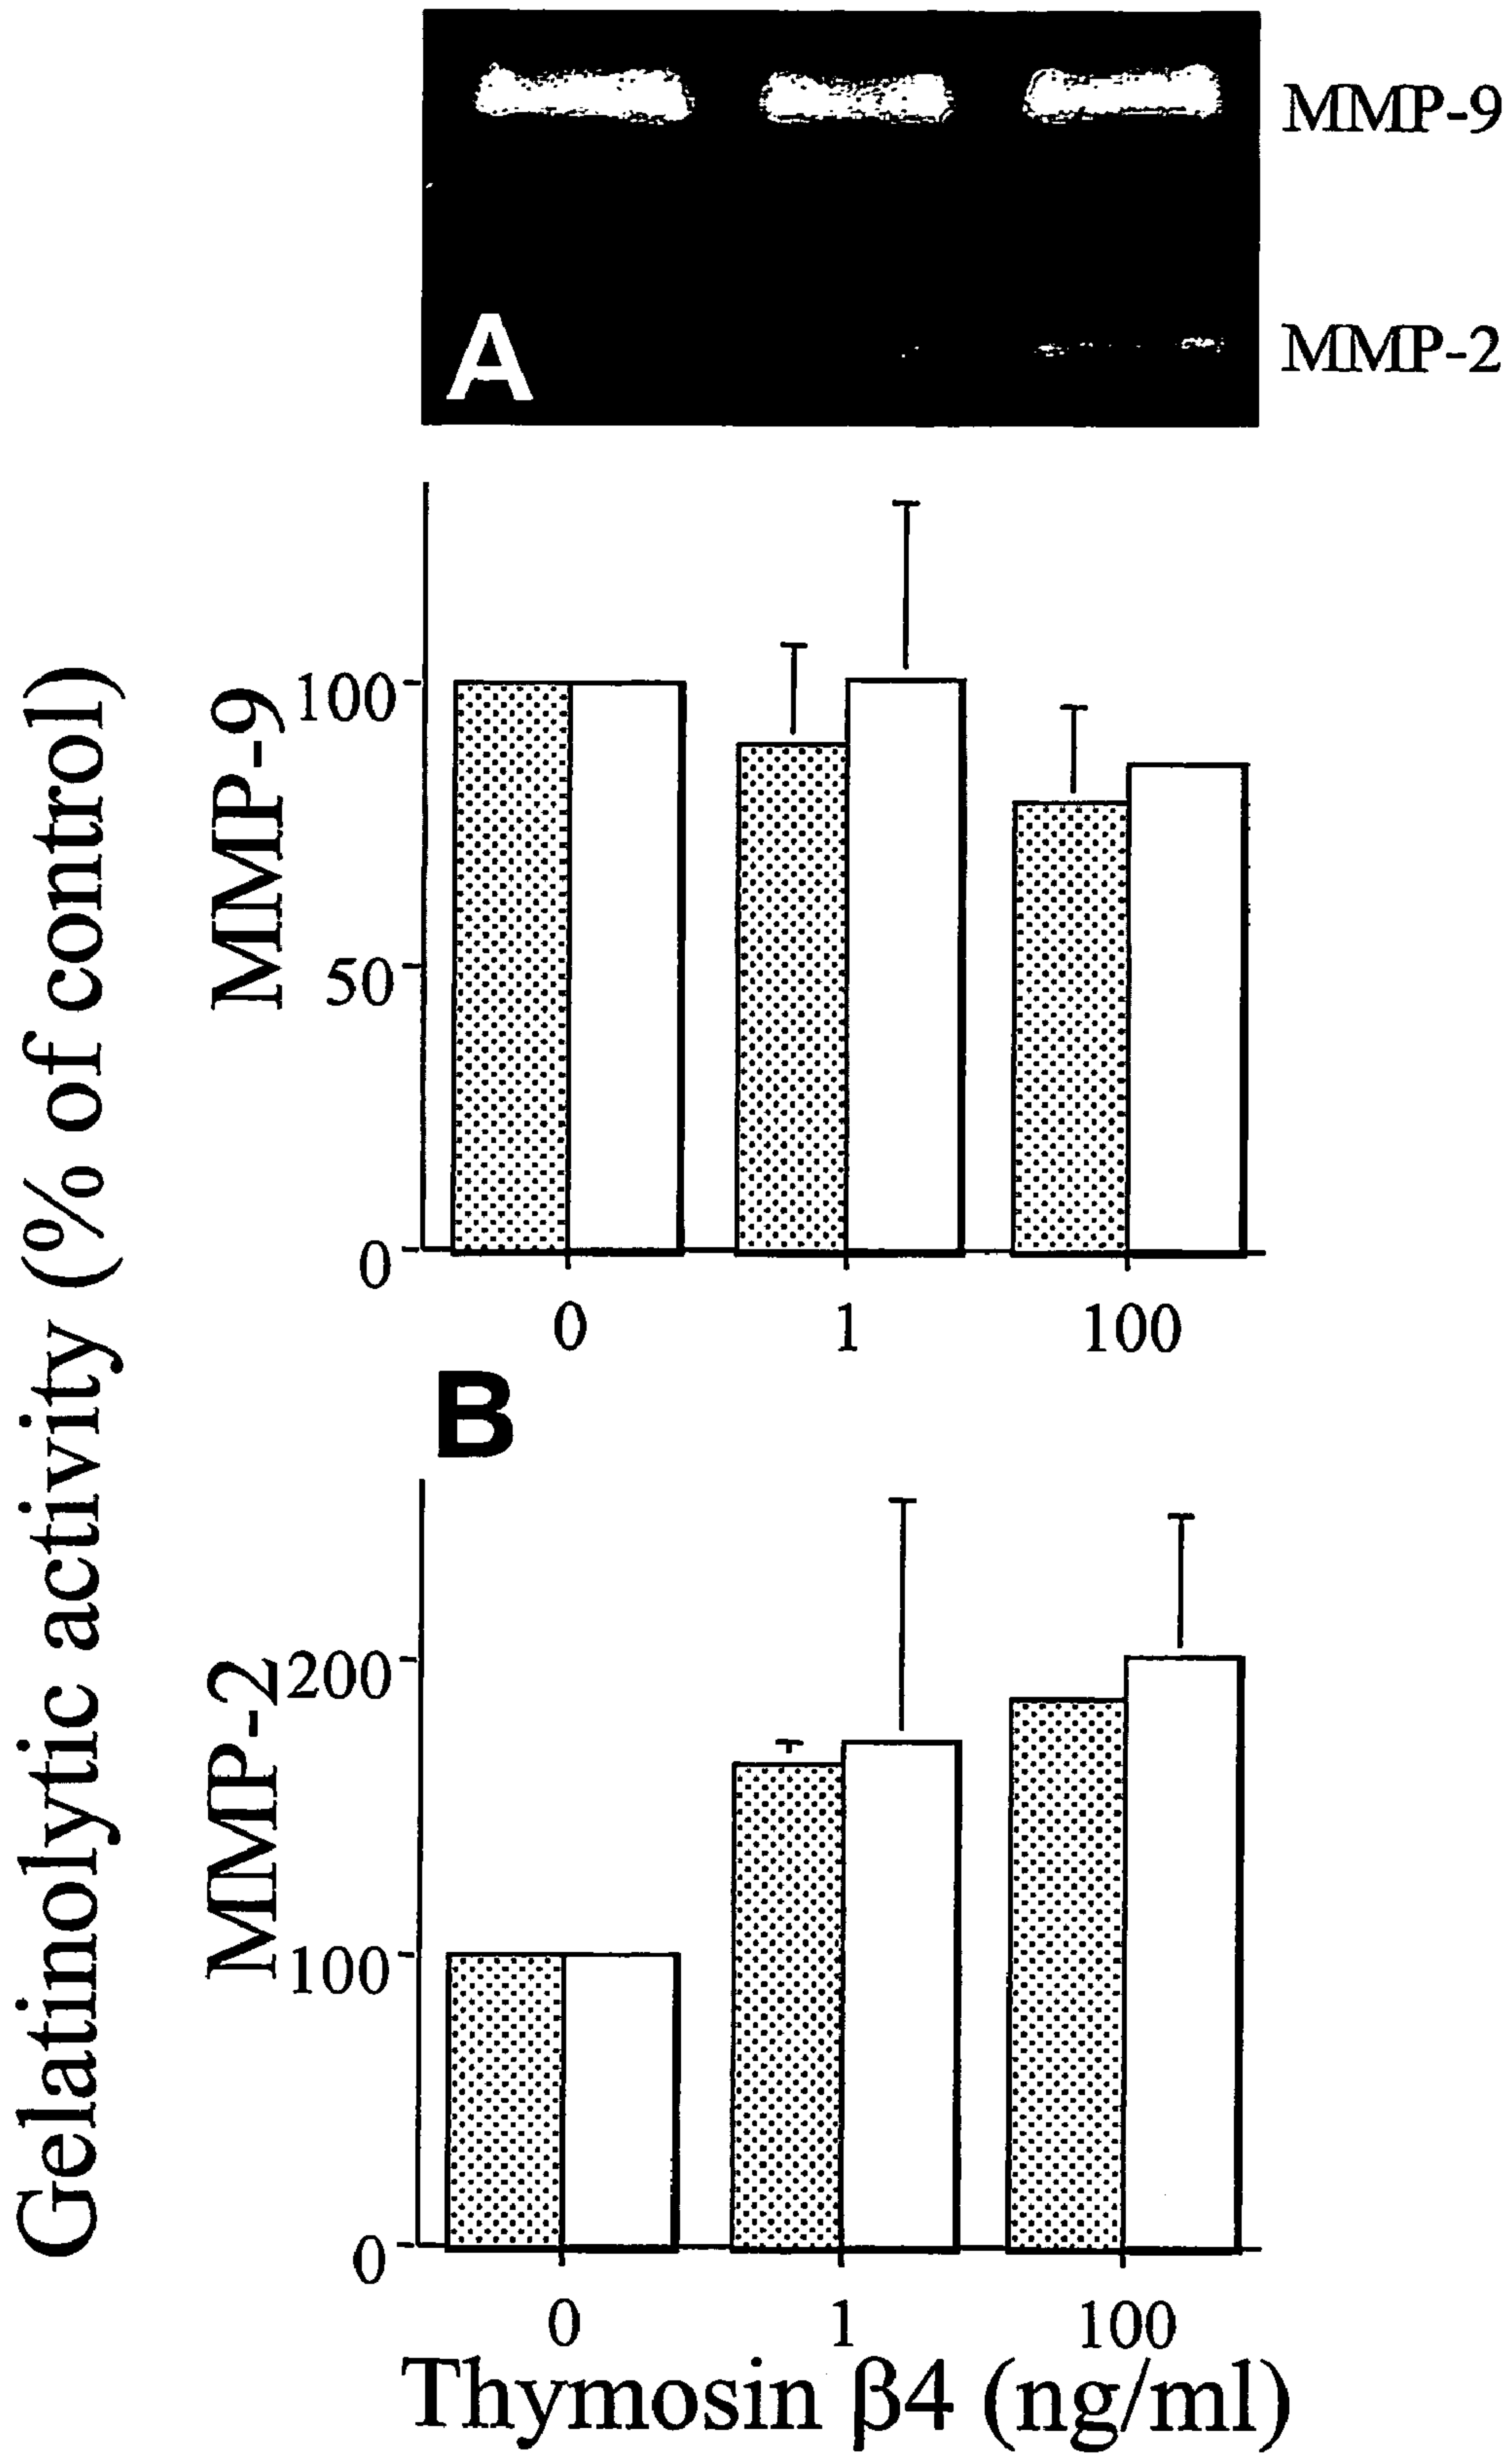 MMP-9
MMP-2
A
Gelatinolytic activity (% of control)
MMP-9
100
50
0
0 1 100
B
MMP-2
200
100
0
0 1 100
Thymosin β4 (ng/ml)